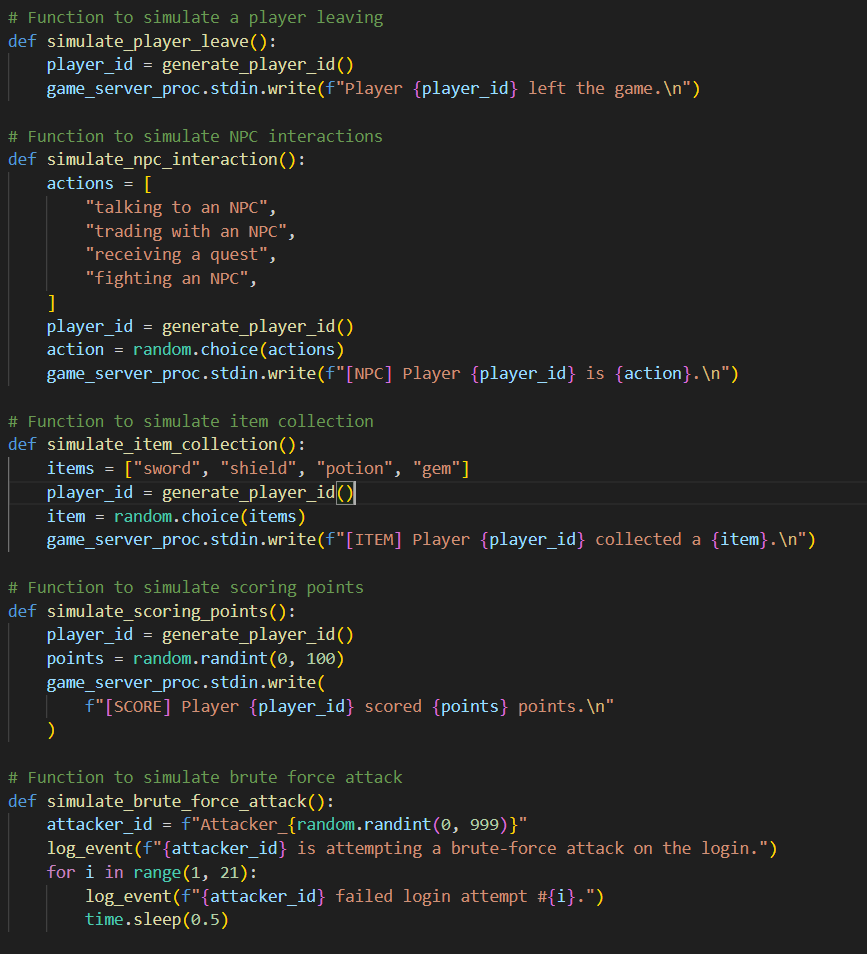 # Function to simulate a player leaving
def simulate_player_leave():
    player_id = generate_player_id()
    game_server_proc.stdin.write(f"Player {player_id} left the game.\n")

# Function to simulate NPC interactions
def simulate_npc_interaction():
    actions = [
        "talking to an NPC",
        "trading with an NPC",
        "receiving a quest",
        "fighting an NPC",
    ]
    player_id = generate_player_id()
    action = random.choice(actions)
    game_server_proc.stdin.write(f"[NPC] Player {player_id} is {action}.\n")

# Function to simulate item collection
def simulate_item_collection():
    items = ["sword", "shield", "potion", "gem"]
    player_id = generate_player_id()
    item = random.choice(items)
    game_server_proc.stdin.write(f"[ITEM] Player {player_id} collected a {item}.\n")

# Function to simulate scoring points
def simulate_scoring_points():
    player_id = generate_player_id()
    points = random.randint(0, 100)
    game_server_proc.stdin.write(
        f"[SCORE] Player {player_id} scored {points} points.\n"
    )

# Function to simulate brute force attack
def simulate_brute_force_attack():
    attacker_id = f"Attacker_{random.randint(0, 999)}"
    log_event(f"{attacker_id} is attempting a brute-force attack on the login.")
    for i in range(1, 21):
        log_event(f"{attacker_id} failed login attempt #{i}.")
        time.sleep(0.5)